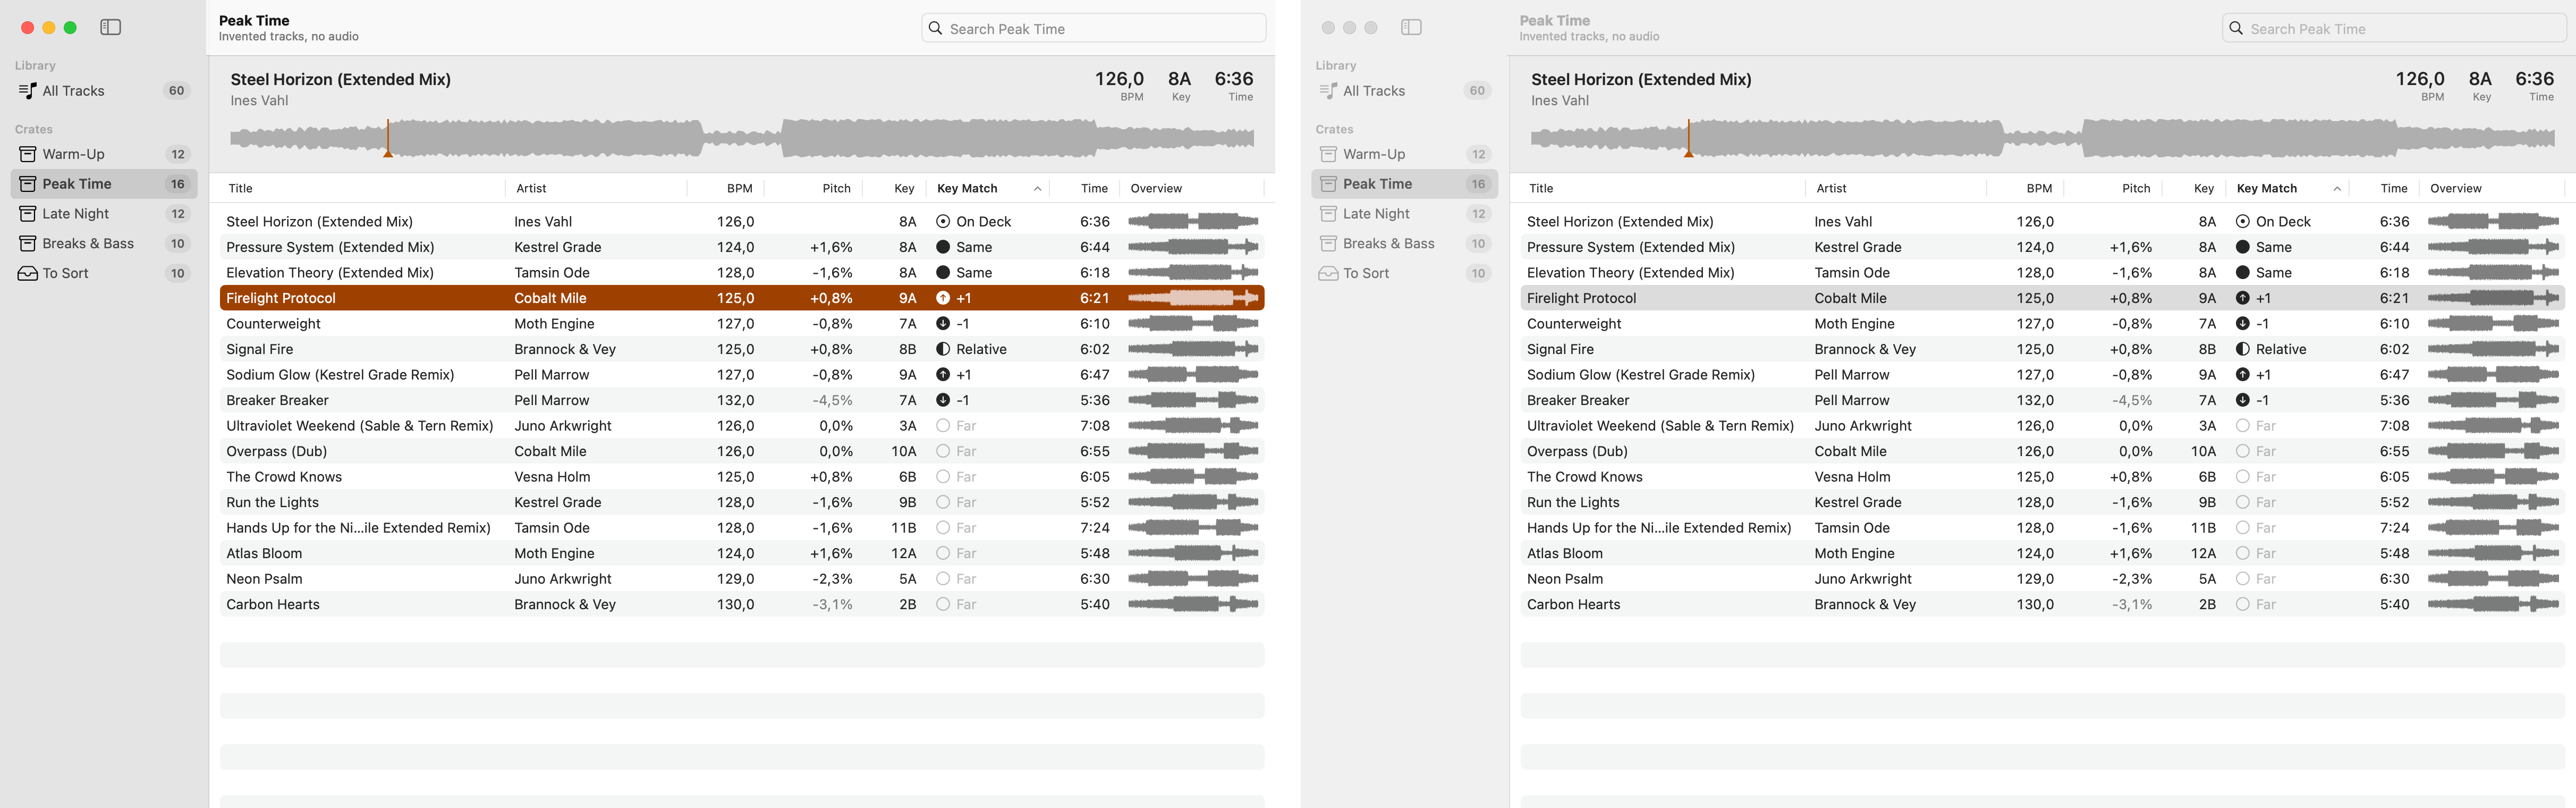 Peak Time
Invented tracks, no audio
Search Peak Time
Library
All Tracks 60
Crates
Warm-Up 12
Peak Time 16
Late Night 12
Breaks & Bass 10
To Sort 10
Steel Horizon (Extended Mix) 126,0 8A 6:36
Ines Vahl BPM Key Time
Title Artist BPM Pitch Key Key Match Time Overview
Steel Horizon (Extended Mix) Ines Vahl 126,0 8A On Deck 6:36
Pressure System (Extended Mix) Kestrel Grade 124,0 +1,6% 8A Same 6:44
Elevation Theory (Extended Mix) Tamsin Ode 128,0 -1,6% 8A Same 6:18
Firelight Protocol Cobalt Mile 125,0 +0,8% 9A +1 6:21
Counterweight Moth Engine 127,0 -0,8% 7A -1 6:10
Signal Fire Brannock & Vey 125,0 +0,8% 8B Relative 6:02
Sodium Glow (Kestrel Grade Remix) Pell Marrow 127,0 -0,8% 9A +1 6:47
Breaker Breaker Pell Marrow 132,0 -4,5% 7A -1 5:36
Ultraviolet Weekend (Sable & Tern Remix) Juno Arkwright 126,0 0,0% 3A Far 7:08
Overpass (Dub) Cobalt Mile 126,0 0,0% 10A Far 6:55
The Crowd Knows Vesna Holm 125,0 +0,8% 6B Far 6:05
Run the Lights Kestrel Grade 128,0 -1,6% 9B Far 5:52
Hands Up for the Ni...ile Extended Remix) Tamsin Ode 128,0 -1,6% 11B Far 7:24
Atlas Bloom Moth Engine 124,0 +1,6% 12A Far 5:48
Neon Psalm Juno Arkwright 129,0 -2,3% 5A Far 6:30
Carbon Hearts Brannock & Vey 130,0 -3,1% 2B Far 5:40
Peak Time
Invented tracks, no audio
Search Peak Time
Library
All Tracks 60
Crates
Warm-Up 12
Peak Time 16
Late Night 12
Breaks & Bass 10
To Sort 10
Steel Horizon (Extended Mix) 126,0 8A 6:36
Ines Vahl BPM Key Time
Title Artist BPM Pitch Key Key Match Time Overview
Steel Horizon (Extended Mix) Ines Vahl 126,0 8A On Deck 6:36
Pressure System (Extended Mix) Kestrel Grade 124,0 +1,6% 8A Same 6:44
Elevation Theory (Extended Mix) Tamsin Ode 128,0 -1,6% 8A Same 6:18
Firelight Protocol Cobalt Mile 125,0 +0,8% 9A +1 6:21
Counterweight Moth Engine 127,0 -0,8% 7A -1 6:10
Signal Fire Brannock & Vey 125,0 +0,8% 8B Relative 6:02
Sodium Glow (Kestrel Grade Remix) Pell Marrow 127,0 -0,8% 9A +1 6:47
Breaker Breaker Pell Marrow 132,0 -4,5% 7A -1 5:36
Ultraviolet Weekend (Sable & Tern Remix) Juno Arkwright 126,0 0,0% 3A Far 7:08
Overpass (Dub) Cobalt Mile 126,0 0,0% 10A Far 6:55
The Crowd Knows Vesna Holm 125,0 +0,8% 6B Far 6:05
Run the Lights Kestrel Grade 128,0 -1,6% 9B Far 5:52
Hands Up for the Ni...ile Extended Remix) Tamsin Ode 128,0 -1,6% 11B Far 7:24
Atlas Bloom Moth Engine 124,0 +1,6% 12A Far 5:48
Neon Psalm Juno Arkwright 129,0 -2,3% 5A Far 6:30
Carbon Hearts Brannock & Vey 130,0 -3,1% 2B Far 5:40